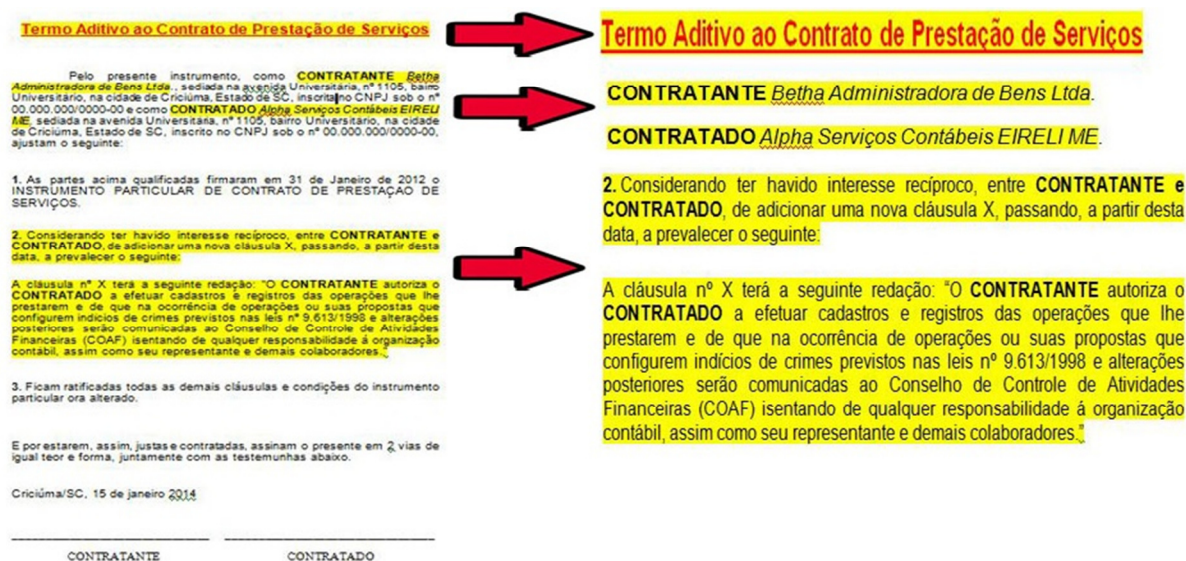 Termo Aditivo ao Contrato de Prestação de Serviços
Pelo presente instrumento, como CONTRATANTE Betha
Administradora de Bens Ltda., sediada na avenida Universitária, nº 1105, bairro
Universitário, na cidade de Criciúma, Estado de SC, inscrita no CNPJ sob o nº
00.000.000/0000-00 e como CONTRATADO Alpha Serviços Contábeis EIRELI
ME, sediada na avenida Universitária, nº 1105, bairro Universitário, na cidade
de Criciúma, Estado de SC, inscrito no CNPJ sob o nº 00.000.000/0000-00,
ajustam o seguinte:
1. As partes acima qualificadas firmaram em 31 de Janeiro de 2012 o
INSTRUMENTO PARTICULAR DE CONTRATO DE PRESTAÇAO DE
SERVIÇOS.
2. Considerando ter havido interesse recíproco, entre CONTRATANTE e
CONTRATADO, de adicionar uma nova cláusula X, passando, a partir desta
data, a prevalecer o seguinte:
A cláusula nº X terá a seguinte redação: "O CONTRATANTE autoriza o
CONTRATADO a efetuar cadastros e registros das operações que lhe
prestarem e de que na ocorrência de operações ou suas propostas que
configurem indícios de crimes previstos nas leis nº 9.613/1998 e alterações
posteriores serão comunicadas ao Conselho de Controle de Atividades
Financeiras (COAF) isentando de qualquer responsabilidade á organização
contábil, assim como seu representante e demais colaboradores."
3. Ficam ratificadas todas as demais cláusulas e condições do instrumento
particular ora alterado.
E por estarem, assim, justas e contratadas, assinam o presente em 2 vias de
igual teor e forma, juntamente com as testemunhas abaixo.
Criciúma/SC, 15 de janeiro 2014
CONTRATANTE CONTRATADO
Termo Aditivo ao Contrato de Prestação de Serviços
CONTRATANTE Betha Administradora de Bens Ltda.
CONTRATADO Alpha Serviços Contábeis EIRELI ME.
2. Considerando ter havido interesse recíproco, entre CONTRATANTE e
CONTRATADO, de adicionar uma nova cláusula X, passando, a partir desta
data, a prevalecer o seguinte:
A cláusula nº X terá a seguinte redação: "O CONTRATANTE autoriza o
CONTRATADO a efetuar cadastros e registros das operações que lhe
prestarem e de que na ocorrência de operações ou suas propostas que
configurem indícios de crimes previstos nas leis nº 9.613/1998 e alterações
posteriores serão comunicadas ao Conselho de Controle de Atividades
Financeiras (COAF) isentando de qualquer responsabilidade á organização
contábil, assim como seu representante e demais colaboradores."